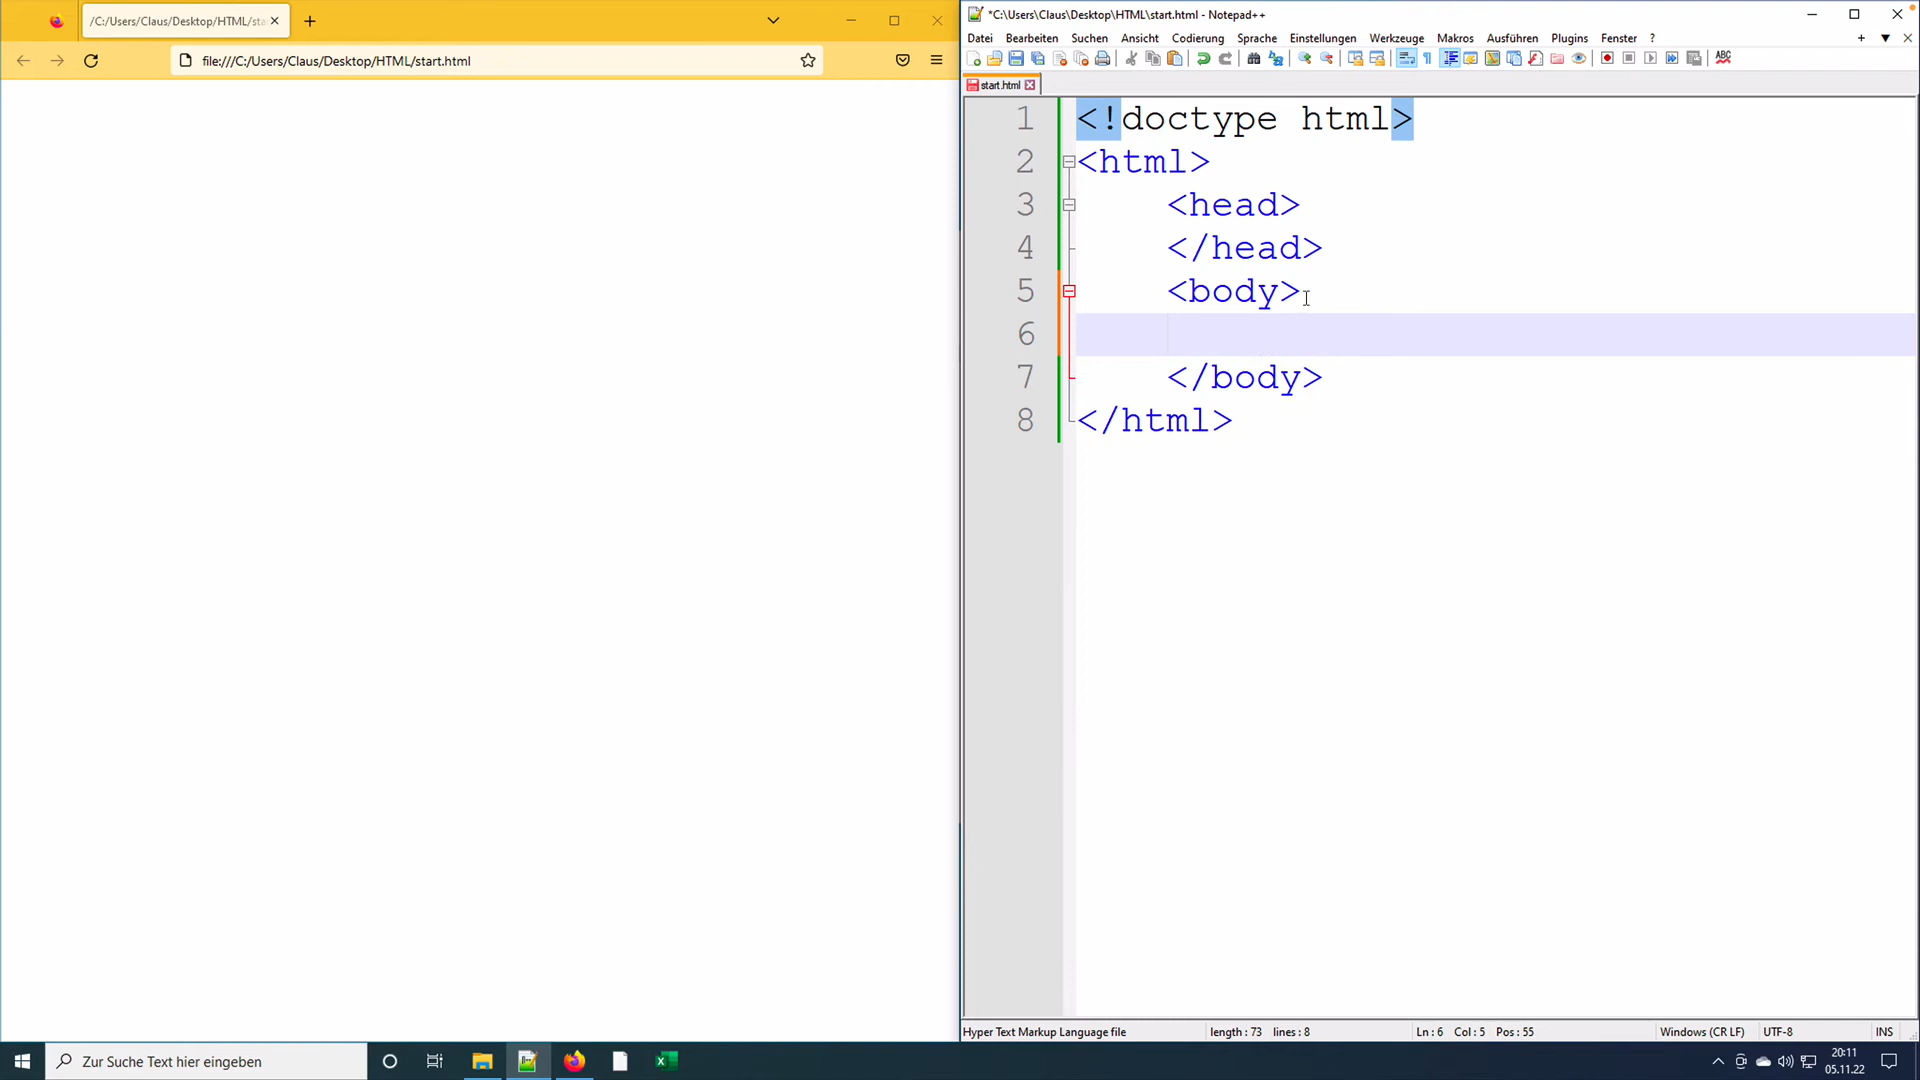 /C:/Users/Claus/Desktop/HTML/sta
file:///C:/Users/Claus/Desktop/HTML/start.html
*C:\Users\Claus\Desktop\HTML\start.html - Notepad++
Datei Bearbeiten Suchen Ansicht Codierung Sprache Einstellungen Werkzeuge Makros Ausführen Plugins Fenster ?
ABC
start.html
1 <!doctype html>
2 <html>
3 <head>
4 </head>
5 <body>
6
7 </body>
8 </html>
Hyper Text Markup Language file length : 73 lines : 8 Ln : 6 Col : 5 Pos : 55 Windows (CR LF) UTF-8 INS
Zur Suche Text hier eingeben
20:11
05.11.22